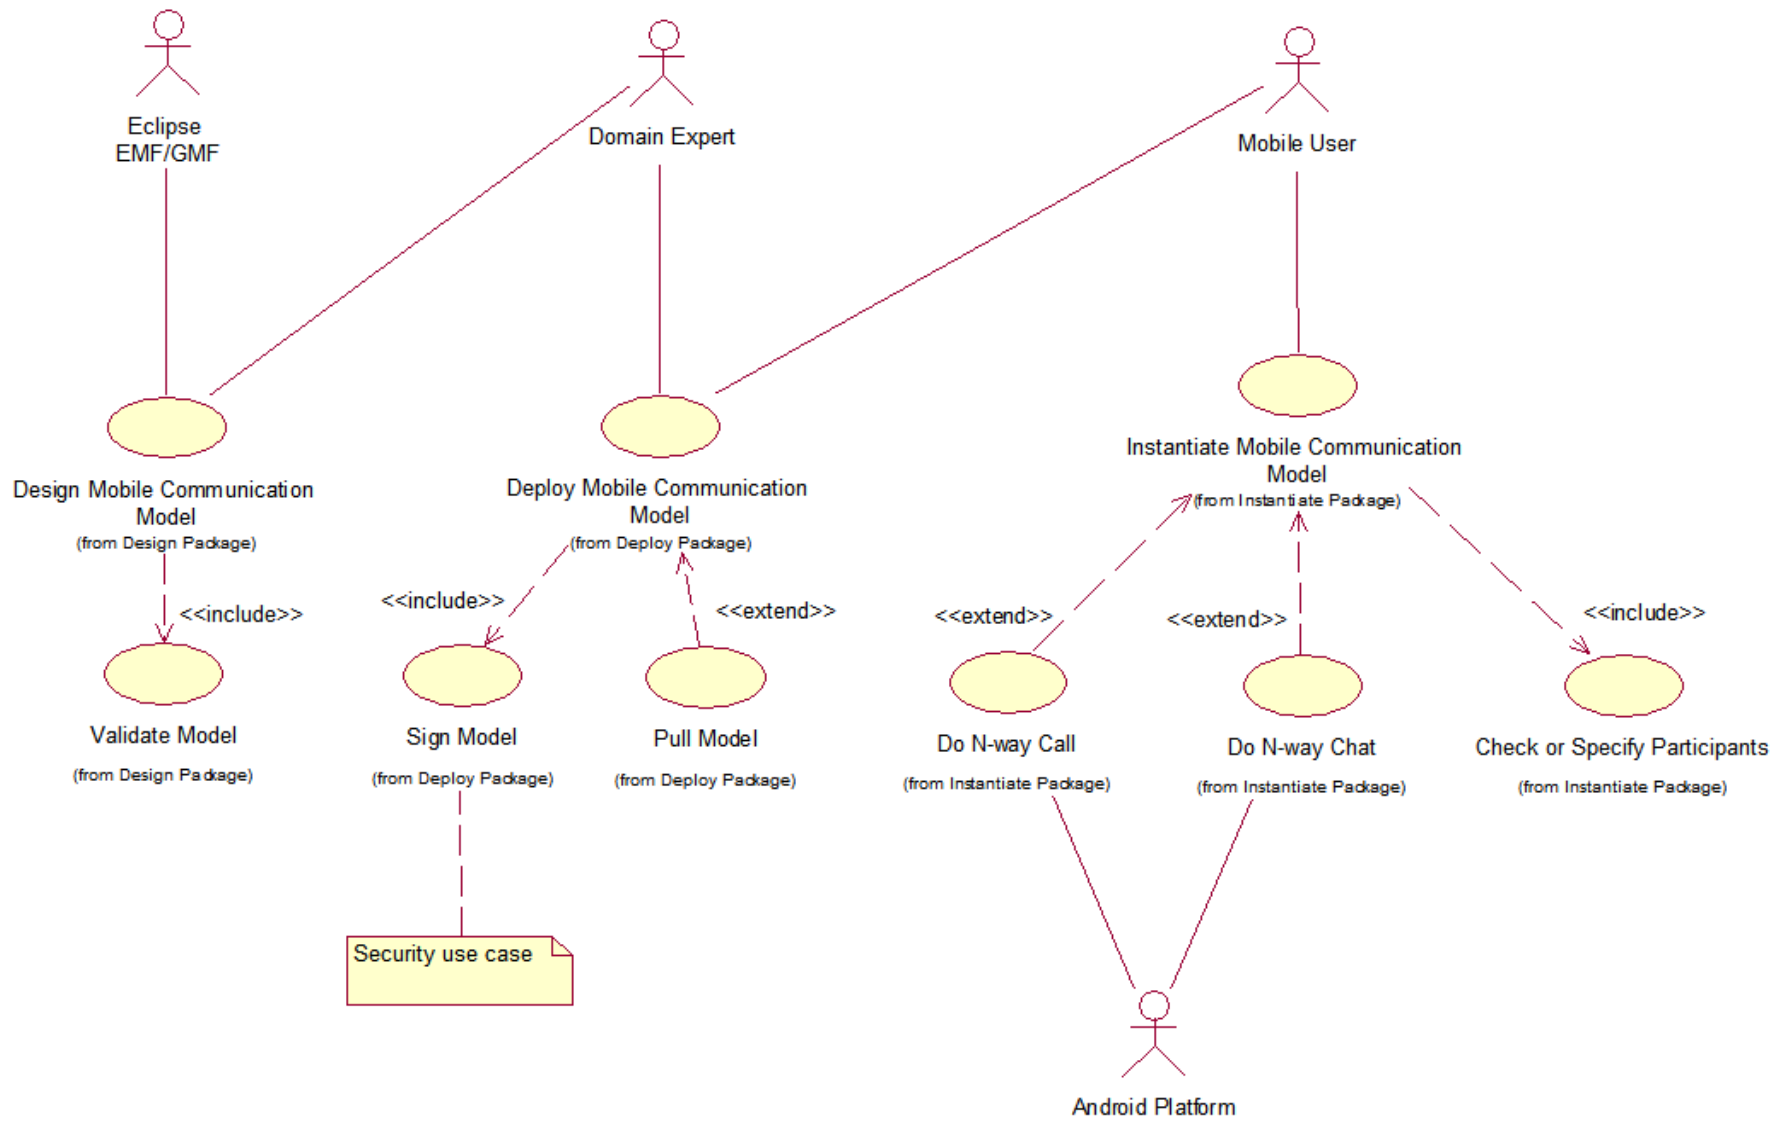 Eclipse
EMF/GMF
Domain Expert
Mobile User
Design Mobile Communication
Model
(from Design Package)
Deploy Mobile Communication
Model
(from Deploy Package)
Instantiate Mobile Communication
Model
(from Instantiate Package)
<<include>>
<<include>>
<<extend>>
<<extend>>
<<extend>>
<<include>>
Validate Model
(from Design Package)
Sign Model
(from Deploy Package)
Pull Model
(from Deploy Package)
Do N-way Call
(from Instantiate Package)
Do N-way Chat
(from Instantiate Package)
Check or Specify Participants
(from Instantiate Package)
Security use case
Android Platform